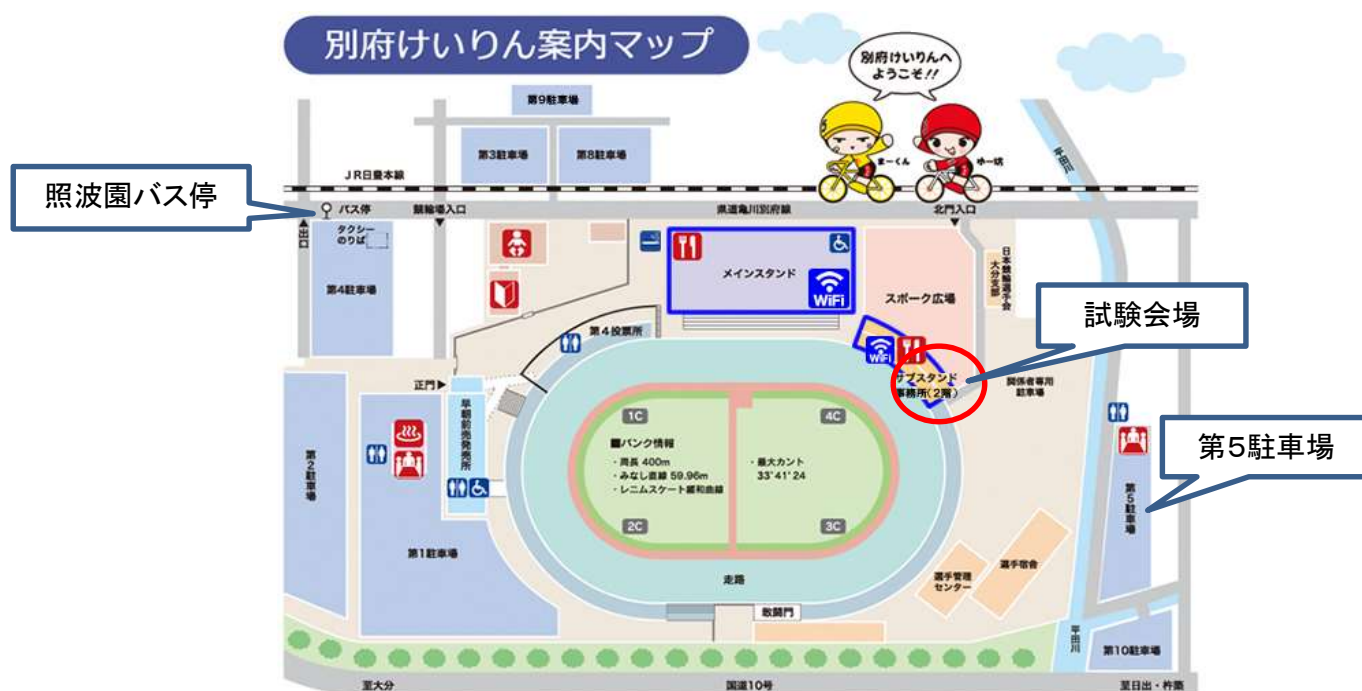 別府けいりん案内マップ
別府けいりんへ
ようこそ!!
まーくん
ゆー坊
第9駐車場
第3駐車場
第8駐車場
平田川
JR日豊本線
照波園バス停
バス停
競輪場入口
県道亀川別府線
北門入口
▲出口
タクシー
のりば
第4駐車場
メインスタンド
WiFi
スポーク広場
日本競輪選手会
大分支部
試験会場
第4投票所
WiFi
サブスタンド
事務所(2階)
関係者専用
駐車場
正門▶
早朝前売発売所
第2駐車場
第1駐車場
1C
4C
■バンク情報
・周長 400m
・みなし直線 59.96m
・レニムスケート緩和曲線
・最大カント
33°41'24
2C
3C
走路
敢闘門
選手管理
センター
選手宿舎
第5駐車場
第5駐車場
平田川
第10駐車場
至大分
国道10号
至日出・杵築